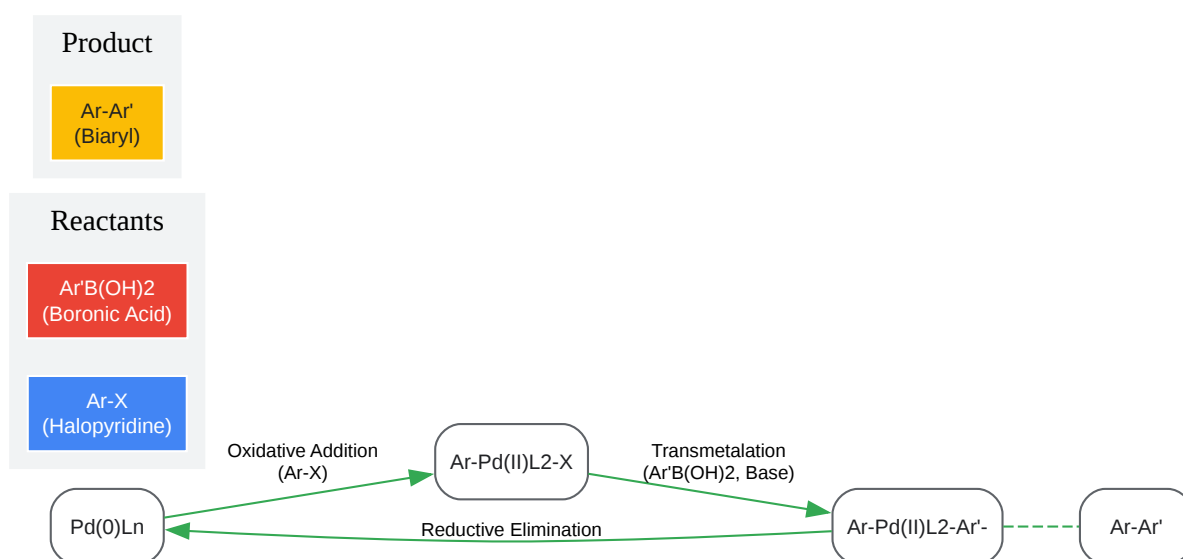 Product
Ar-Ar'
(Biaryl)
Reactants
Ar'B(OH)2
(Boronic Acid)
Ar-X
(Halopyridine)
Oxidative Addition
(Ar-X)
Ar-Pd(II)L2-X
Transmetalation
(Ar'B(OH)2, Base)
Pd(0)Ln
Reductive Elimination
Ar-Pd(II)L2-Ar'-
Ar-Ar'